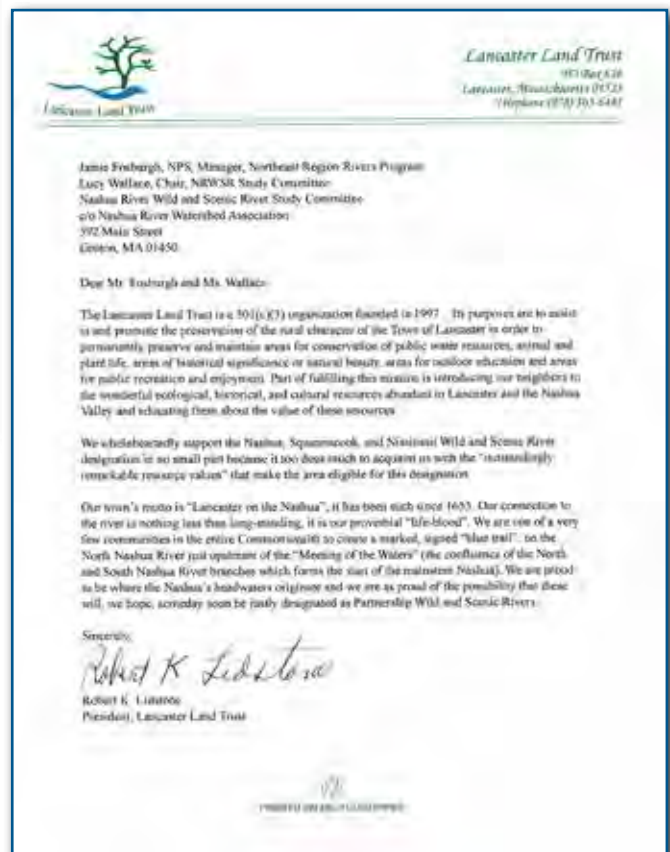 Lancaster Land Trust
Lancaster Land Trust
Lancaster, Massachusetts 01523
Telephone (978)
Jamie Fosburgh, NPS, Manager, Northeast Region Rivers Program
Lucy Wallace, Chair, NRWSR Study Committee
Nashua River Wild and Scenic River Study Committee
c/o Nashua River Watershed Association
592 Main Street
Groton, MA 01450
Dear Mr. Fosburgh and Ms. Wallace
The Lancaster Land Trust is a 501(c)(3) organization founded in 1997. Its purposes are to assist
in and promote the preservation of the rural character of the Town of Lancaster in order to
permanently preserve and maintain areas for conservation of public water resources, animal and
plant life, areas of historical significance or natural beauty, areas for outdoor education and areas
for public recreation and enjoyment. Part of fulfilling this mission is introducing our neighbors to
the wonderful ecological, historical, and cultural resources abundant in Lancaster and the Nashua
Valley and educating them about the value of these resources.
We wholeheartedly support the Nashua, Squannacook, and Nissitissit Wild and Scenic River
designation in no small part because it too does much to acquaint us with the "outstandingly
remarkable resource values" that make the area eligible for this designation.
Our town's motto is "Lancaster on the Nashua", it has been such since 1653. Our connection to
the river is nothing less than long-standing, it is our proverbial "life-blood". We are one of a very
few communities in the entire Commonwealth to create a marked, signed "blue trail", on the
North Nashua River just upstream of the "Meeting of the Waters" (the confluence of the North
and South Nashua River branches which forms the start of the mainstem Nashua). We are proud
to be where the Nashua's headwaters originate and we are as proud of the possibility that these
will, we hope, someday soon be justly designated as Partnership Wild and Scenic Rivers.
Sincerely,
Robert K Lidstone
Robert K. Lidstone
President, Lancaster Land Trust